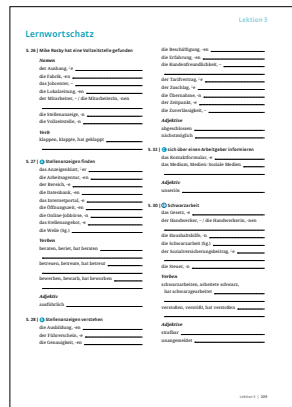 Lektion 3
Lernwortschatz
S. 26 | Mike Rosby hat eine Vollzeitstelle gefunden
Nomen
der Aushang, ¨-e
die Fabrik, -en
das Jobcenter, –
die Lokalzeitung, -en
der Mitarbeiter, – / die Mitarbeiterin, -nen
die Stellenanzeige, -n
die Vollzeitstelle, -n
Verb
klappen, klappte, hat geklappt
S. 27 | Stellenanzeigen finden
das Anzeigenblatt, ¨-er
die Arbeitsagentur, -en
der Bereich, -e
die Datenbank, -en
das Internetportal, -e
die Öffnungszeit, -en
die Online-Jobbörse, -n
das Stellenangebot, -e
die Weile (Sg.)
Verben
beraten, beriet, hat beraten
betreuen, betreute, hat betreut
bewerben, bewarb, hat beworben
Adjektiv
ausführlich
S. 28 | Stellenanzeigen verstehen
die Ausbildung, -en
der Führerschein, -e
die Genauigkeit, -en
die Beschäftigung, -en
die Erfahrung, -en
die Kundenfreundlichkeit, –
der Tarifvertrag, ¨-e
der Zuschlag, ¨-e
die Übernahme, -n
der Zeitpunkt, -e
die Zuverlässigkeit, –
Adjektive
abgeschlossen
nächstmöglich
S. 32 | sich über einen Arbeitgeber informieren
das Kontaktformular, -e
das Medium, Medien: Soziale Medien
Adjektiv
unseriös
S. 30 | Schwarzarbeit
das Gesetz, -e
der Handwerker, – / die Handwerkerin, -nen
die Haushaltshilfe, -n
die Schwarzarbeit (Sg.)
der Sozialversicherungsbeitrag, ¨-e
die Steuer, -n
Verben
schwarzarbeiten, arbeitete schwarz,
hat schwarzgearbeitet
verstoßen, verstößt, hat verstoßen
Adjektive
strafbar
unangemeldet
Lektion 3 | 209